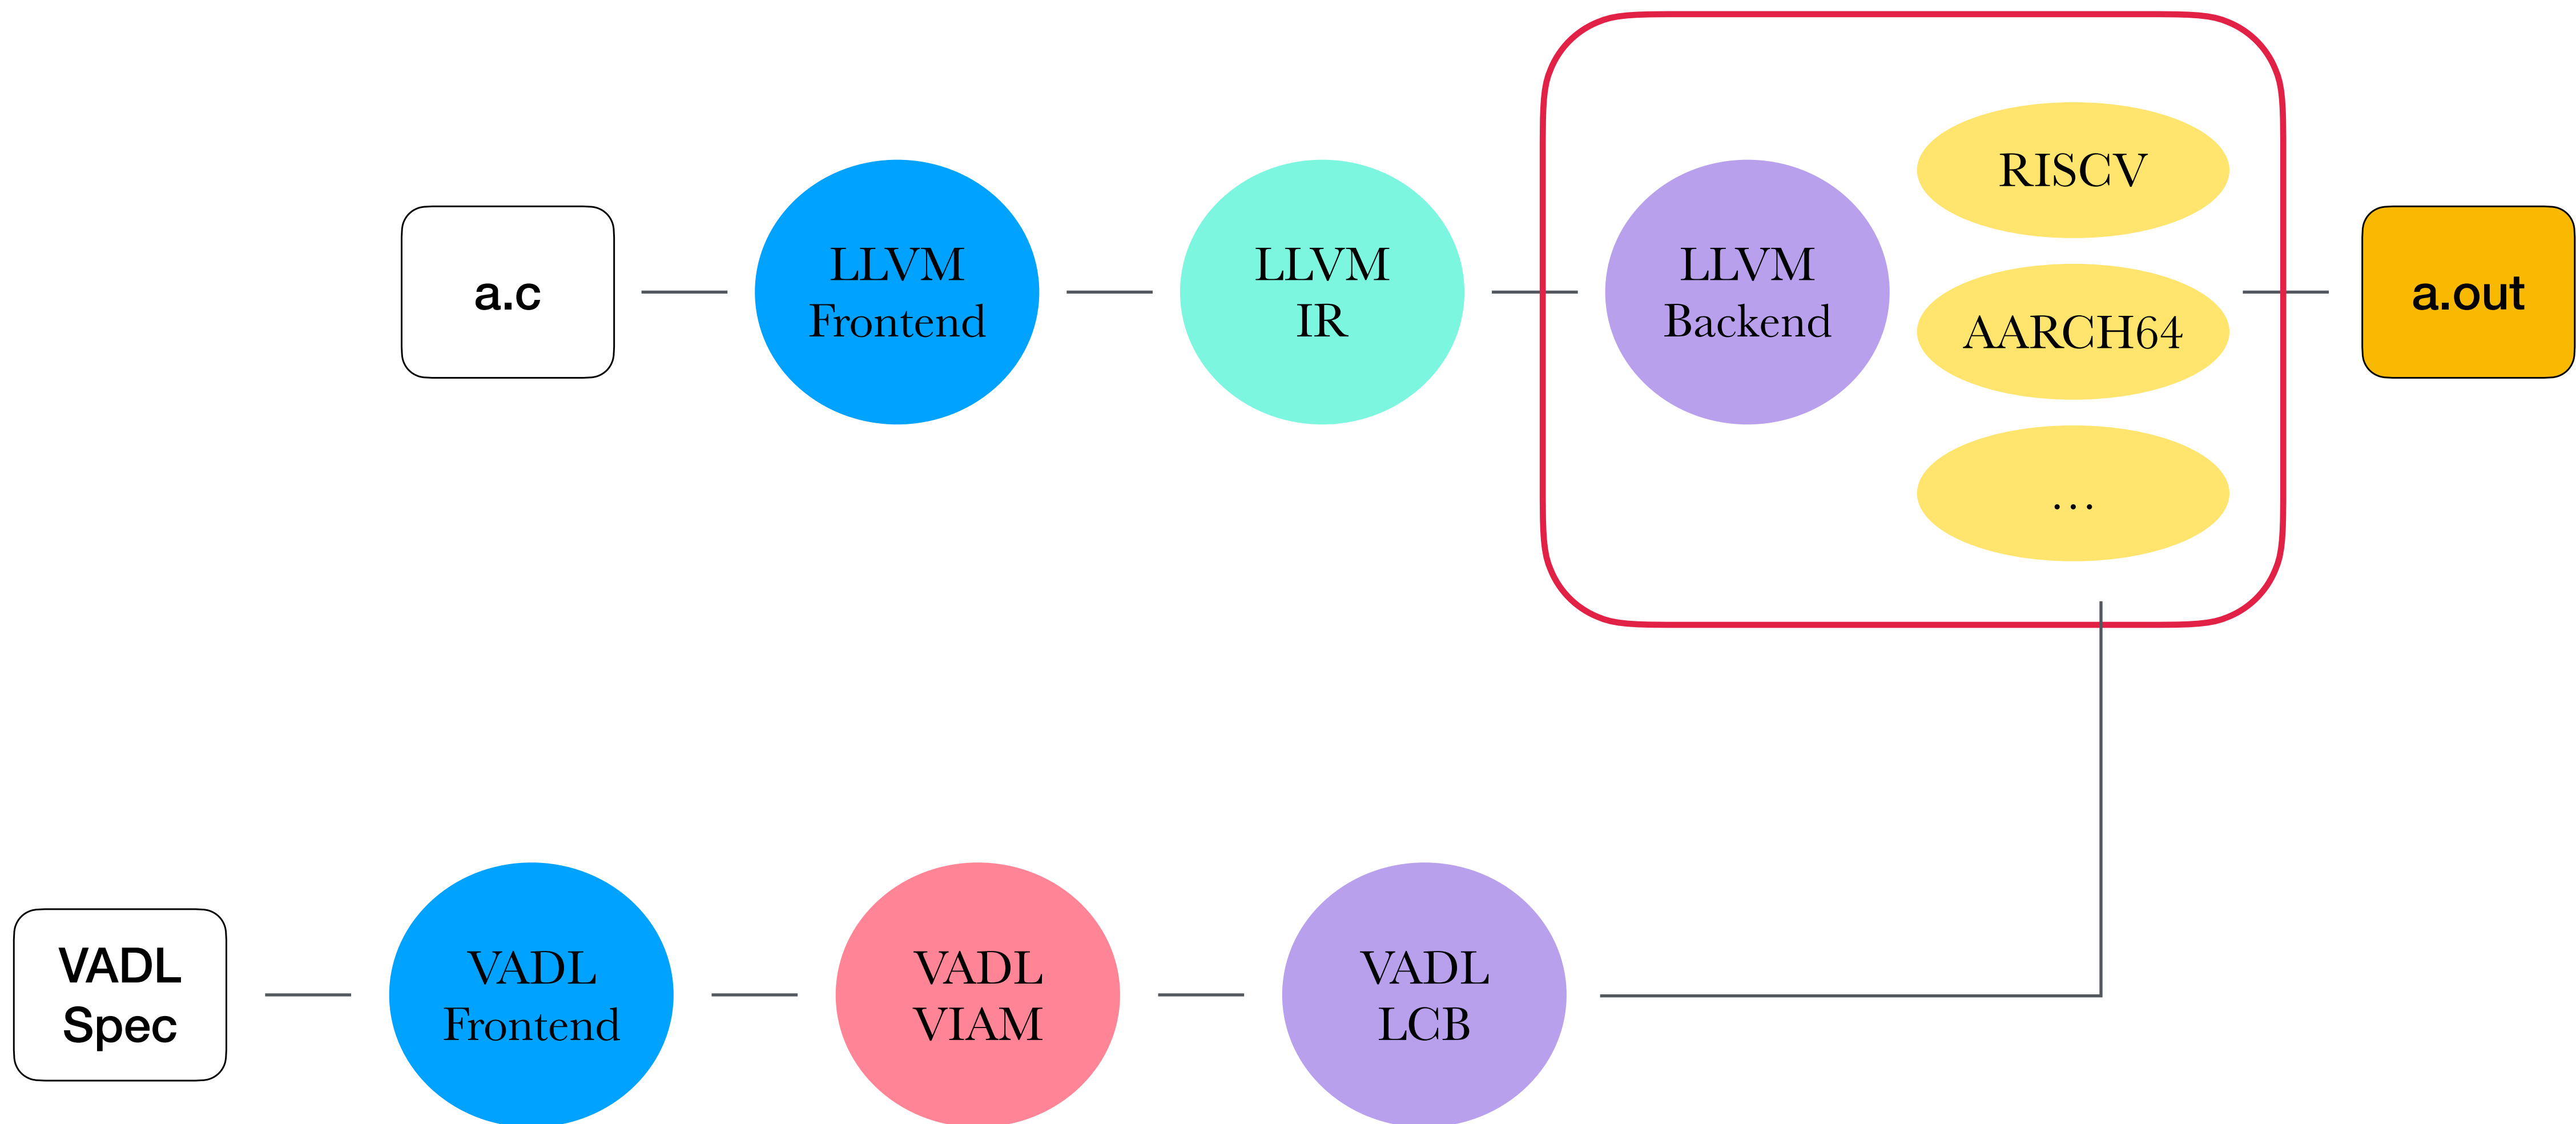 a.c
LLVM
Frontend
LLVM
IR
LLVM
Backend
RISCV
AARCH64
...
a.out
VADL
Spec
VADL
Frontend
VADL
VIAM
VADL
LCB